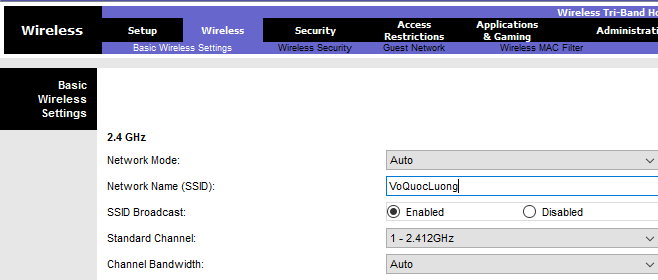 Wireless Tri-Band Ho
Wireless
Setup
Wireless
Security
Access Restrictions
Applications & Gaming
Administrati
Basic Wireless Settings
Wireless Security
Guest Network
Wireless MAC Filter
Basic
Wireless
Settings
2.4 GHz
Network Mode: Auto
Network Name (SSID): VoQuocLuong
SSID Broadcast: Enabled Disabled
Standard Channel: 1 - 2.412GHz
Channel Bandwidth: Auto